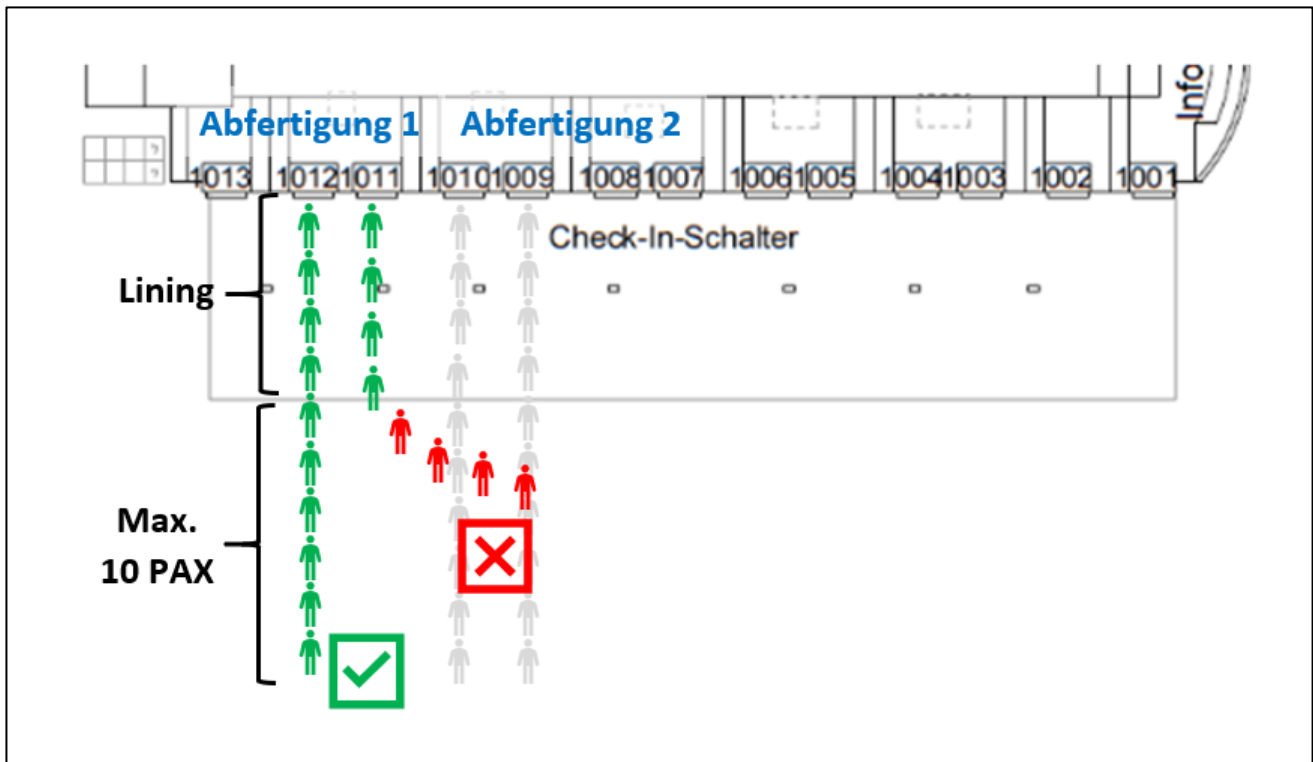 Info
Abfertigung 1 Abfertigung 2
1013 1012 1011 1010 1009 1008 1007 1006 1005 1004 1003 1002 1001
Check-In-Schalter
Lining
Max.
10 PAX